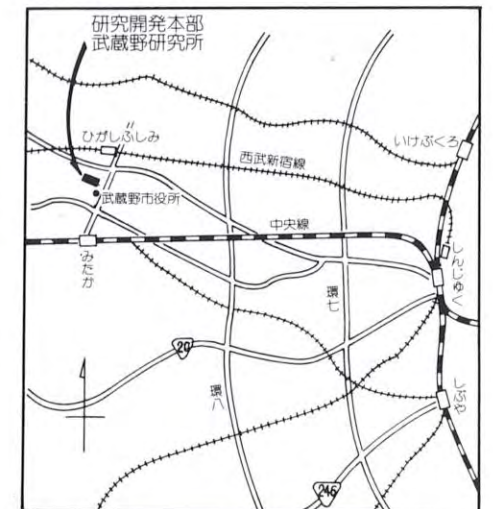 研究開発本部
武蔵野研究所
ひがしふしみ
いけぶくろ
西武新宿線
武蔵野市役所
中央線
しんじゅく
みたか
環七
20
環八
しぶや
246